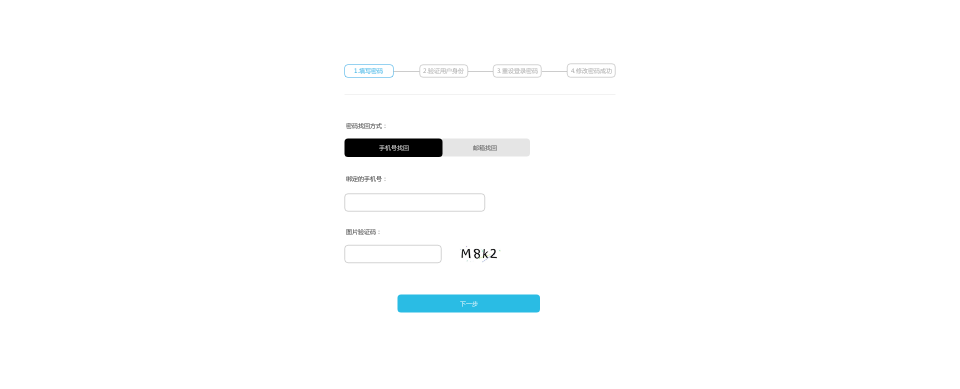 1.填写密码 2.验证用户身份 3.重设登录密码 4.修改密码成功
密码找回方式：
手机号找回 邮箱找回
绑定的手机号：
图片验证码：
M8k2
下一步